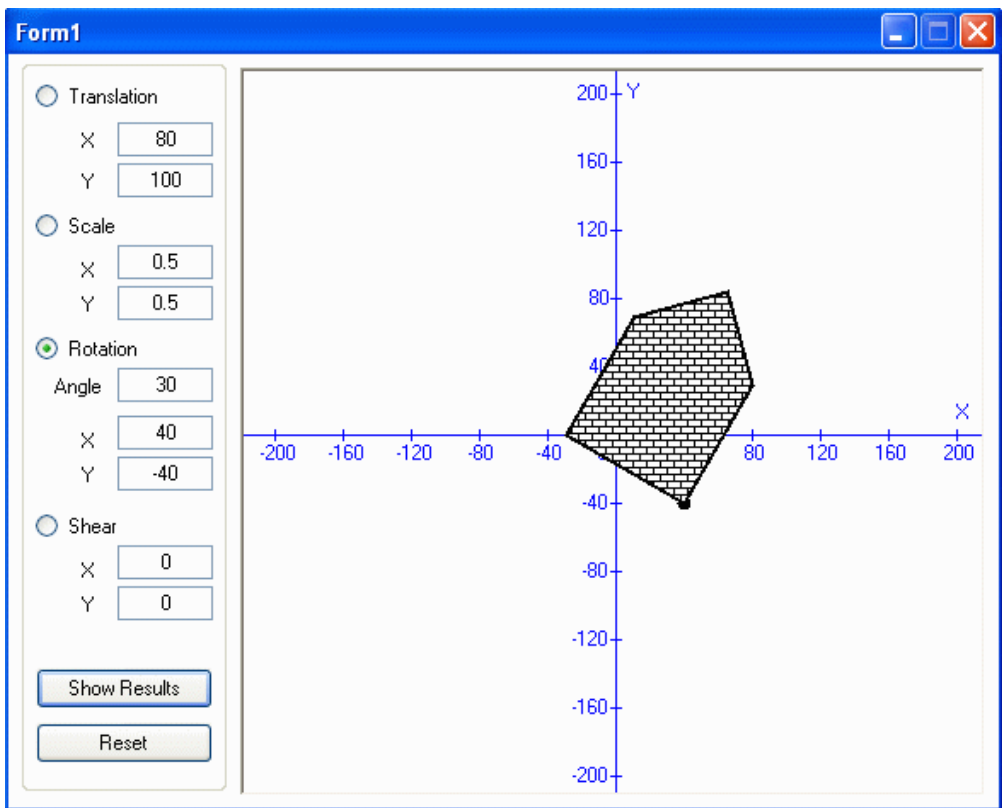 Form1
Translation
X 80
Y 100
Scale
X 0.5
Y 0.5
Rotation
Angle 30
X 40
Y -40
Shear
X 0
Y 0
Show Results
Reset
200 Y
160
120
80
40
X
-200 -160 -120 -80 -40 80 120 160 200
-40
-80
-120
-160
-200